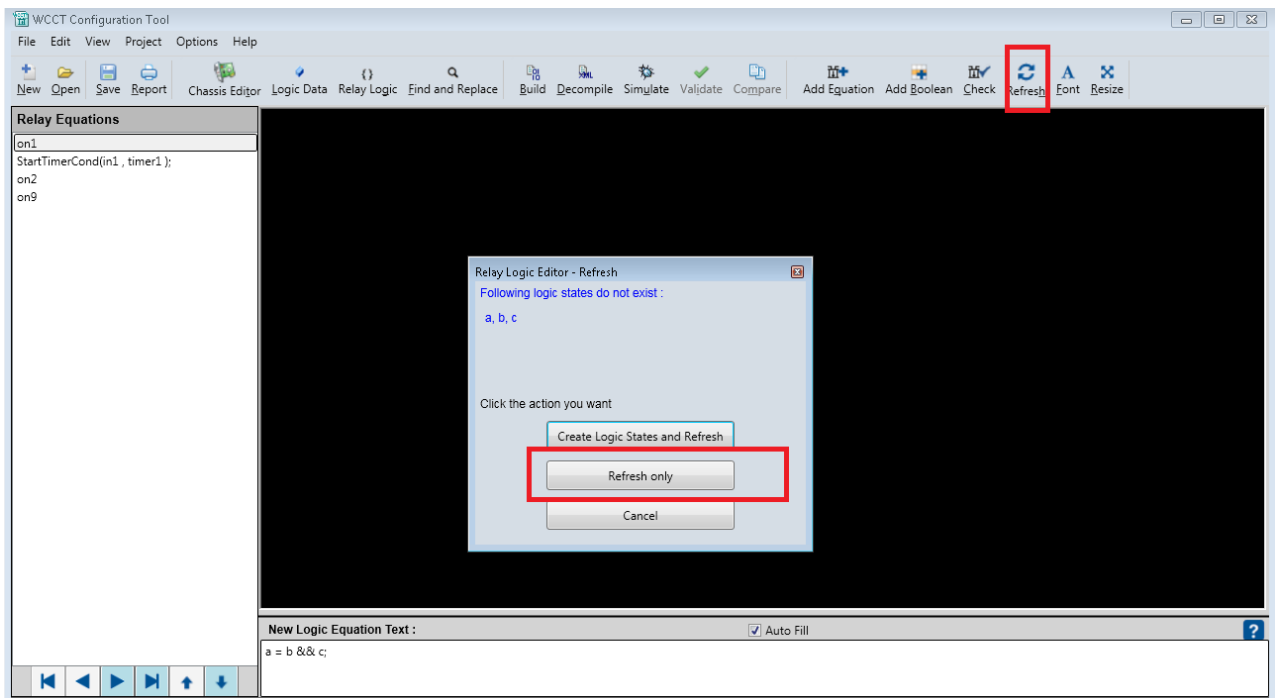 WCCT Configuration Tool
File Edit View Project Options Help
New Open Save Report Chassis Editor Logic Data Relay Logic Find and Replace Build Decompile Simulate Validate Compare Add Equation Add Boolean Check Refresh Font Resize
Relay Equations
on1
StartTimerCond(in1 , timer1 );
on2
on9
Relay Logic Editor - Refresh
Following logic states do not exist :
a, b, c
Click the action you want
Create Logic States and Refresh
Refresh only
Cancel
New Logic Equation Text :
Auto Fill
?
a = b && c;